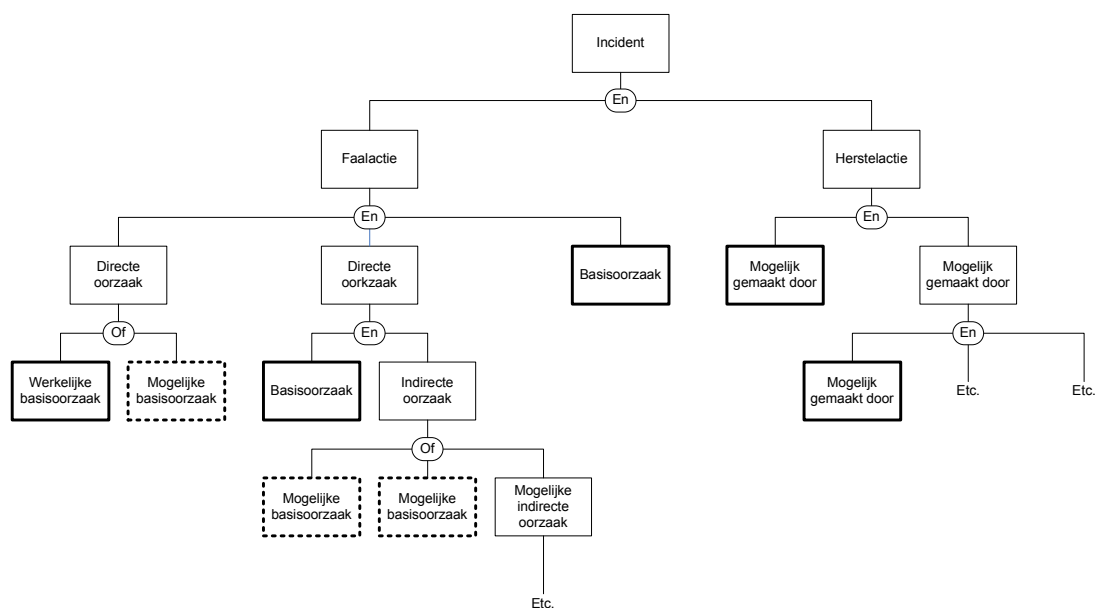 Incident
En
Faalactie
Herstelactie
En
En
Directe
oorzaak
Directe
oorkzaak
Basisoorzaak
Mogelijk
gemaakt door
Mogelijk
gemaakt door
Of
En
En
Werkelijke
basisoorzaak
Mogelijke
basisoorzaak
Basisoorzaak
Indirecte
oorzaak
Mogelijk
gemaakt door
Etc.
Etc.
Of
Mogelijke
basisoorzaak
Mogelijke
basisoorzaak
Mogelijke
indirecte
oorzaak
Etc.